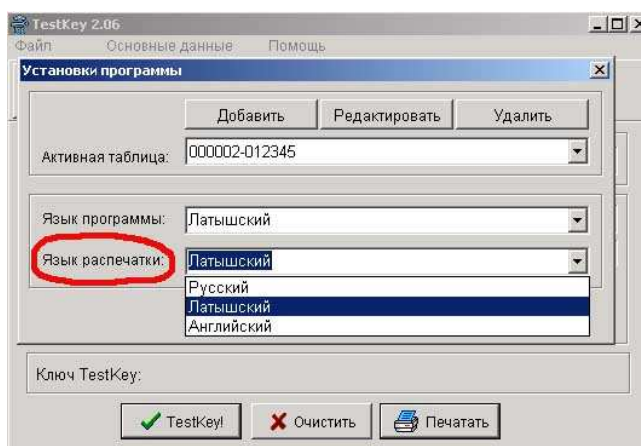 TestKey 2.06
Файл Основные данные Помощь
Установки программы
Добавить Редактировать Удалить
Активная таблица: 000002-012345
Язык программы: Латышский
Язык распечатки: Латышский
Русский
Латышский
Английский
Ключ TestKey:
TestKey! Очистить Печатать